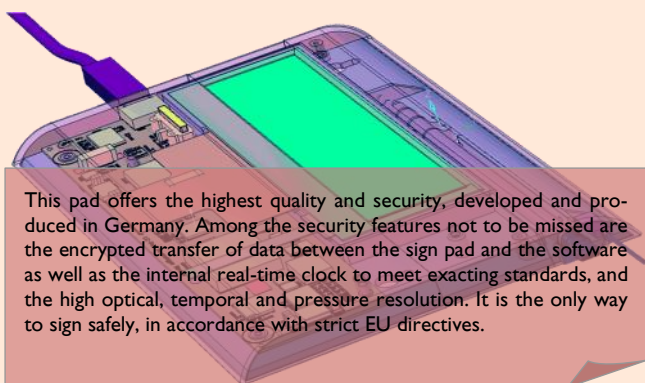 This pad offers the highest quality and security, developed and pro-
duced in Germany. Among the security features not to be missed are
the encrypted transfer of data between the sign pad and the software
as well as the internal real-time clock to meet exacting standards, and
the high optical, temporal and pressure resolution. It is the only way
to sign safely, in accordance with strict EU directives.